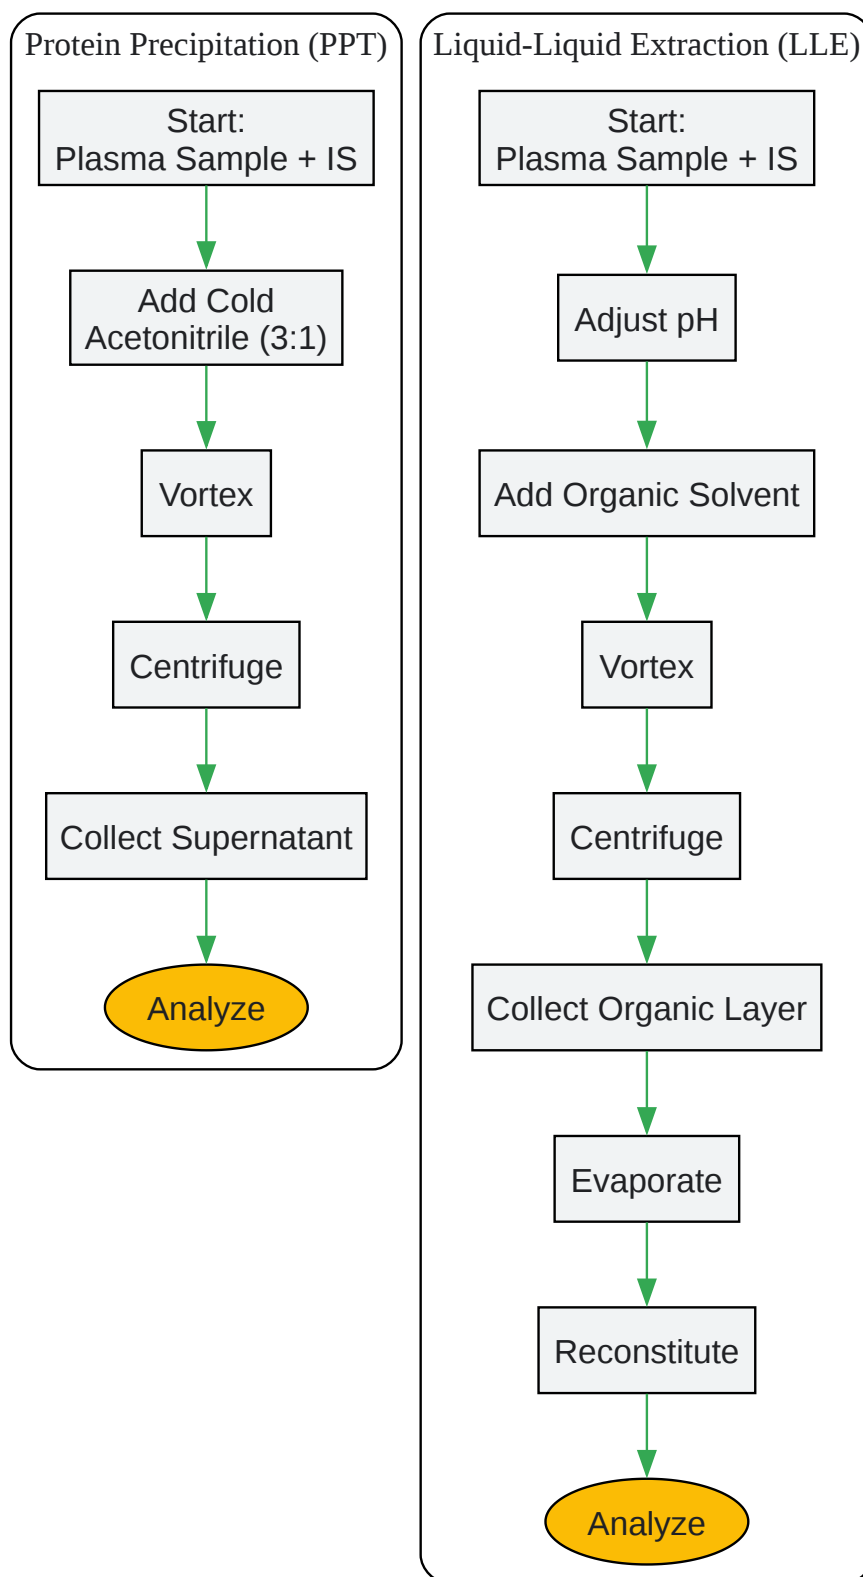 Protein Precipitation (PPT)
Start:
Plasma Sample + IS
Add Cold
Acetonitrile (3:1)
Vortex
Centrifuge
Collect Supernatant
Analyze
Liquid-Liquid Extraction (LLE)
Start:
Plasma Sample + IS
Adjust pH
Add Organic Solvent
Vortex
Centrifuge
Collect Organic Layer
Evaporate
Reconstitute
Analyze